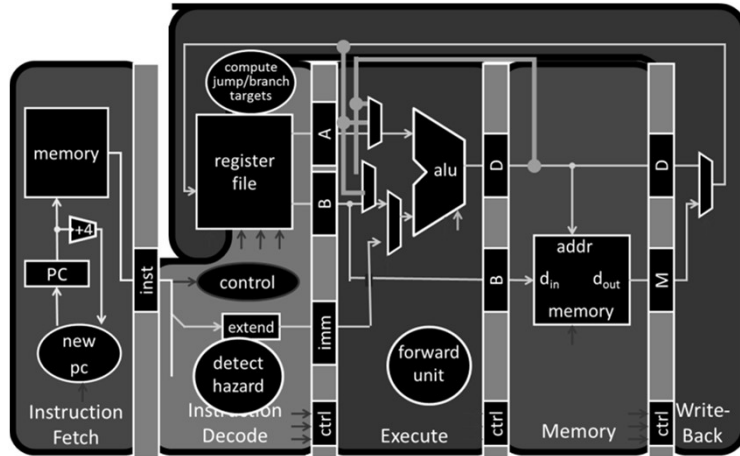 compute
jump/branch
targets
memory
register
file
A
alu
D
D
B
+4
PC
inst
control
addr
B
d_in
d_out
M
memory
extend
imm
new
pc
detect
hazard
forward
unit
Instruction
Fetch
Instruction
Decode
ctrl
Execute
ctrl
Memory
ctrl
Write-
Back